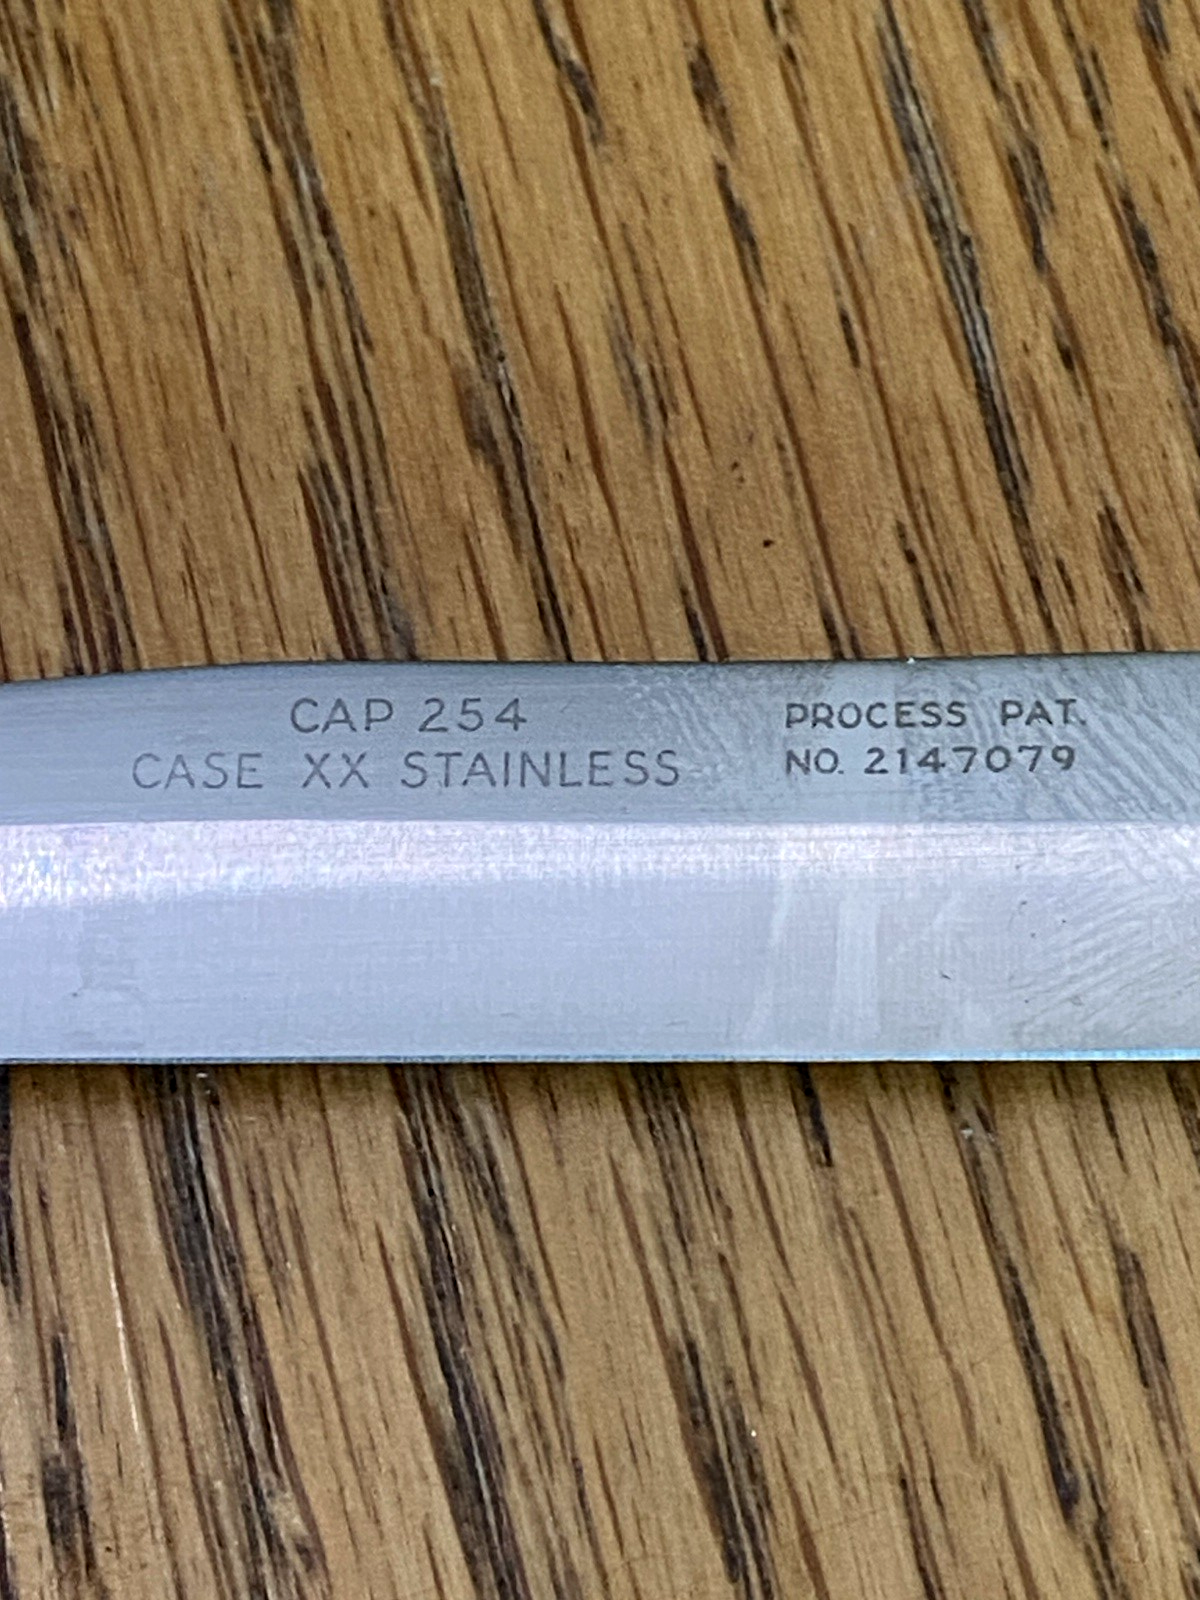 CAP 254
CASE XX STAINLESS
PROCESS PAT.
NO. 2147079